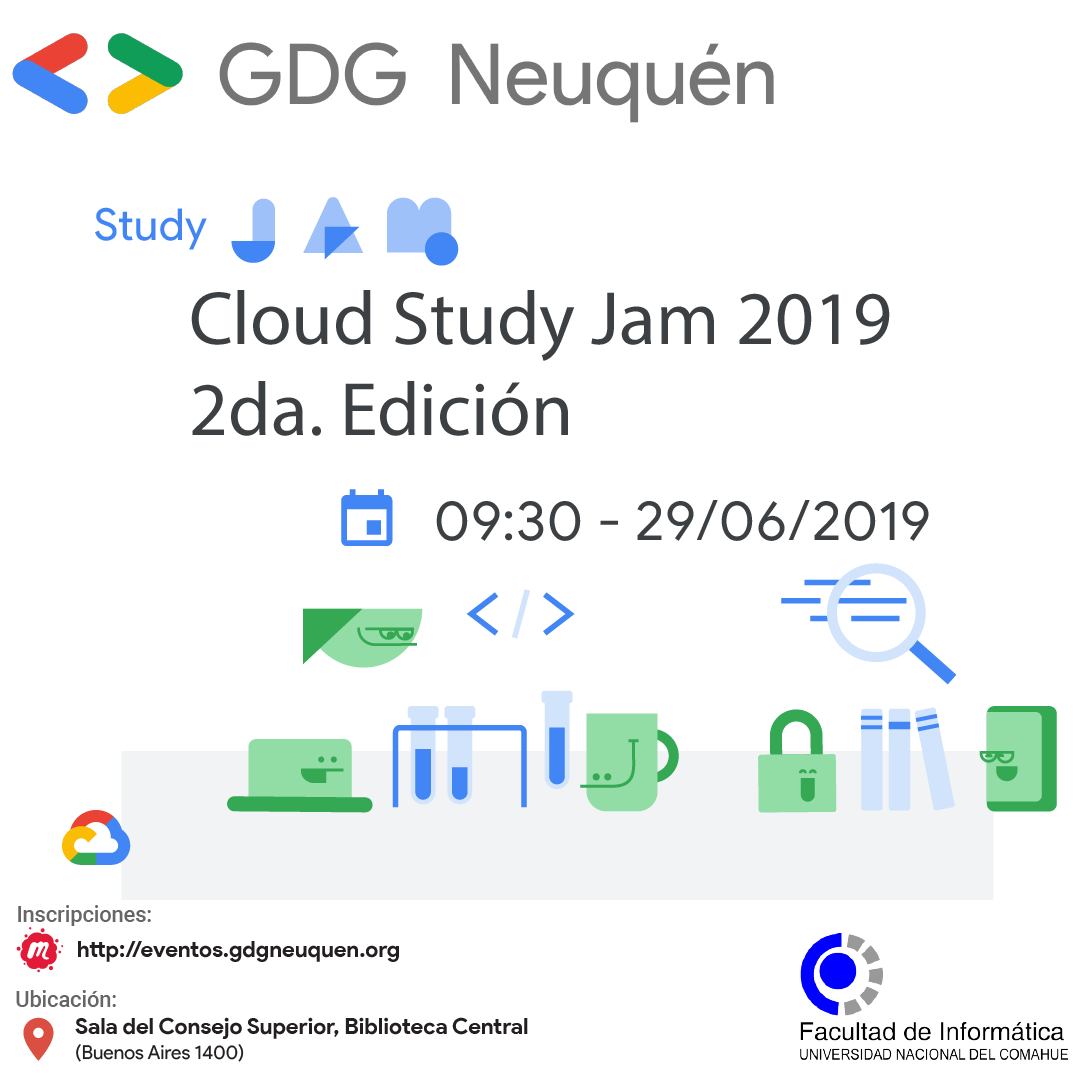 GDG Neuquén
Study JAM
Cloud Study Jam 2019
2da. Edición
09:30 - 29/06/2019
Inscripciones:
m
http://eventos.gdgneuquen.org
Ubicación:
Sala del Consejo Superior, Biblioteca Central
(Buenos Aires 1400)
Facultad de Informática
UNIVERSIDAD NACIONAL DEL COMAHUE